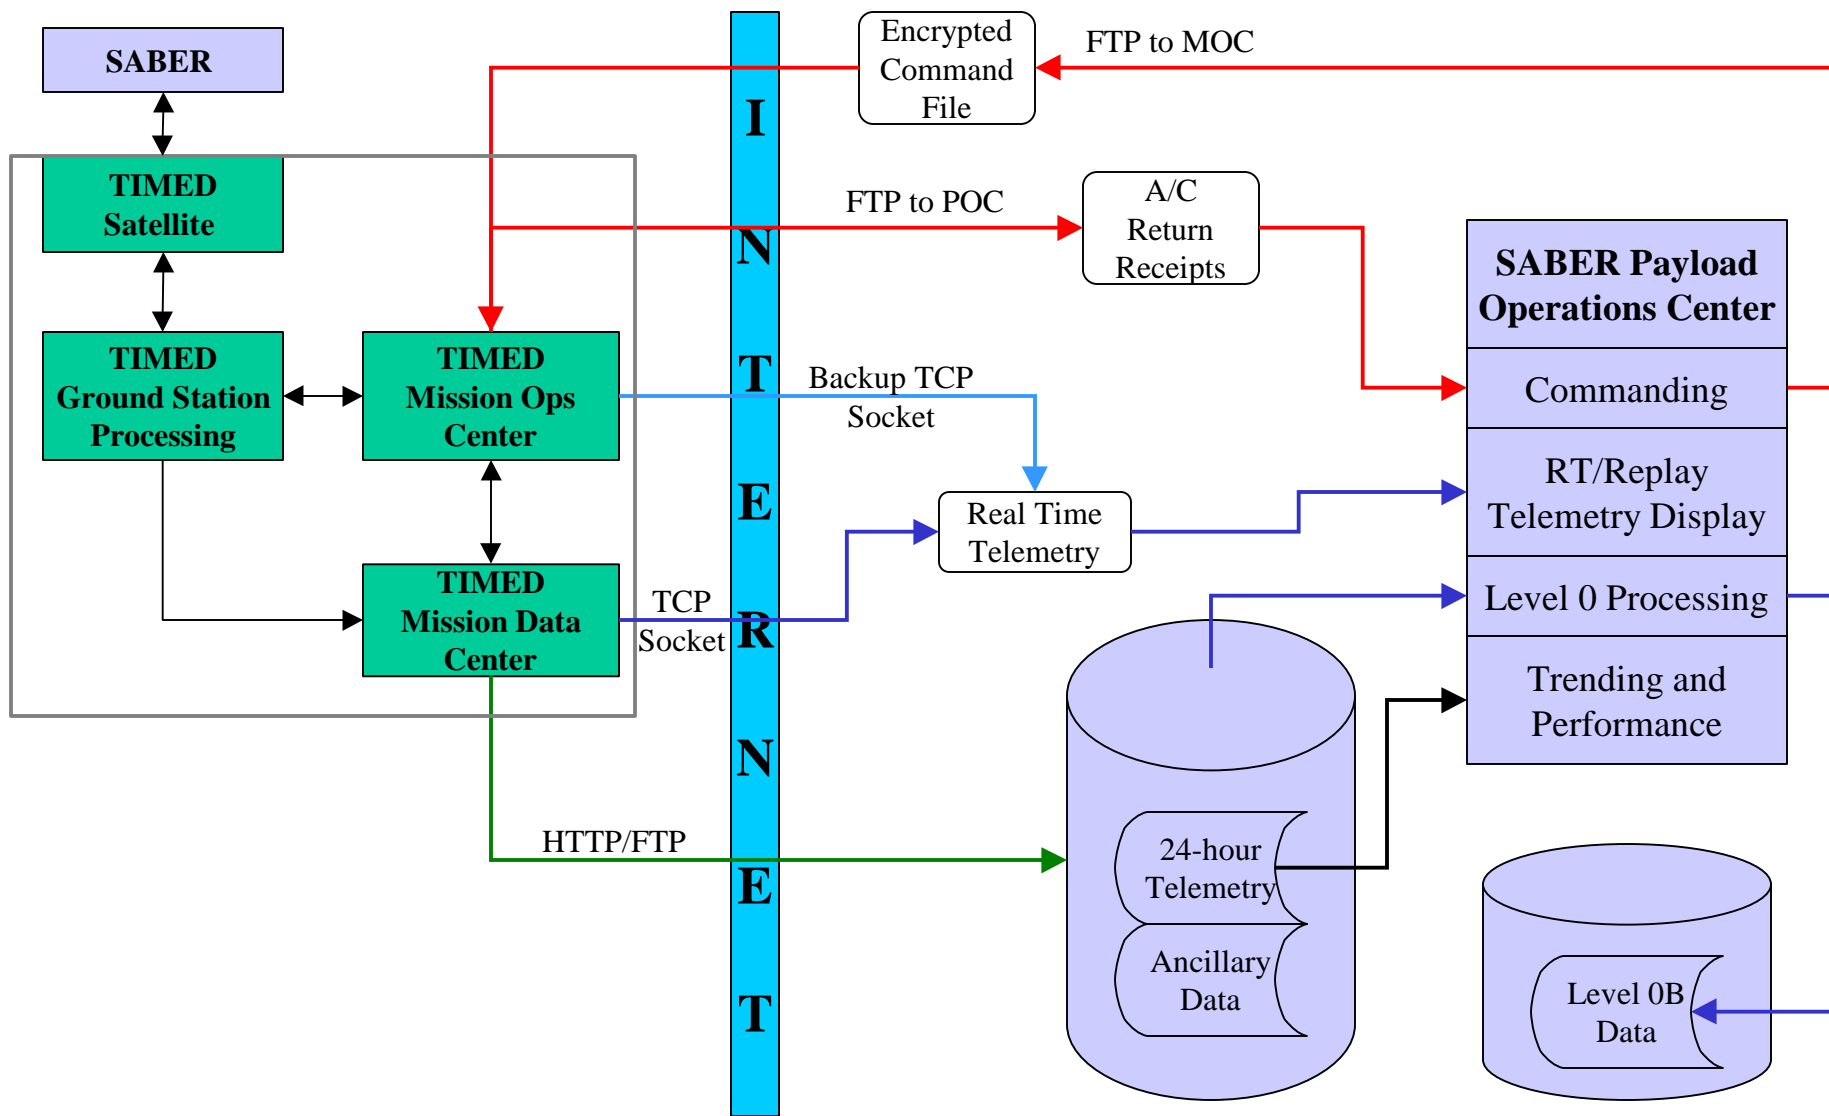 SABER
TIMED
Satellite
TIMED
Ground Station
Processing
TIMED
Mission Ops
Center
TIMED
Mission Data
Center
I
N
T
E
R
N
E
T
Encrypted
Command
File
FTP to MOC
FTP to POC
A/C
Return
Receipts
Backup TCP
Socket
Real Time
Telemetry
TCP
Socket
HTTP/FTP
SABER Payload
Operations Center
Commanding
RT/Replay
Telemetry Display
Level 0 Processing
Trending and
Performance
24-hour
Telemetry
Ancillary
Data
Level 0B
Data